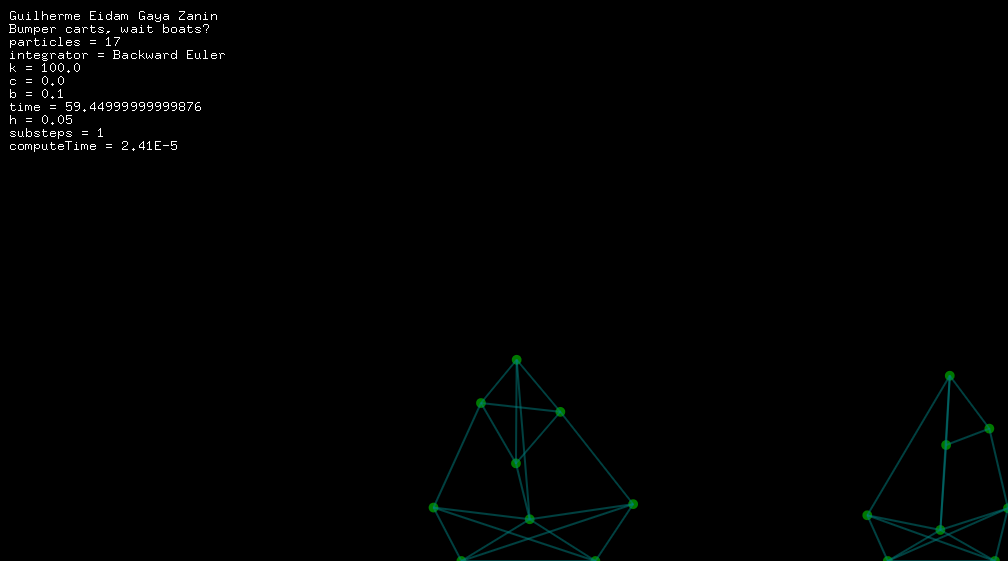 Guilherme Eidam Gaya Zanin
Bumper carts, wait boats?
particles = 17
integrator = Backward Euler
k = 100.0
c = 0.0
b = 0.1
time = 59.44999999999876
h = 0.05
substeps = 1
computeTime = 2.41E-5